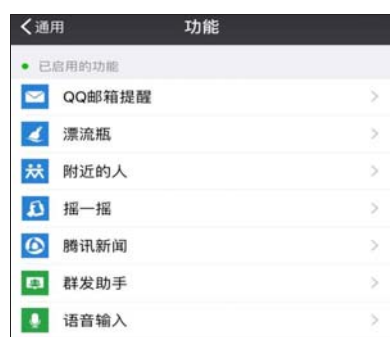 通用 功能
已启用的功能
QQ邮箱提醒
漂流瓶
附近的人
摇一摇
腾讯新闻
群发助手
语音输入